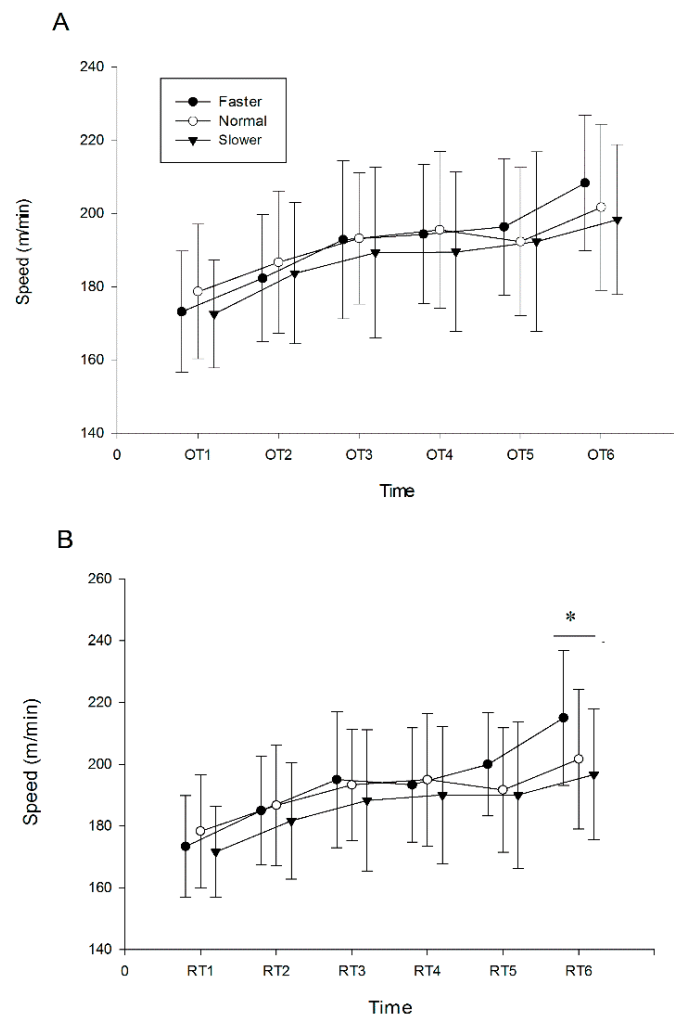 A
240
220
200
180
160
140
Speed (m/min)
Faster
Normal
Slower
0
OT1
OT2
OT3
OT4
OT5
OT6
Time
B
260
240
220
200
180
160
140
Speed (m/min)
*
0
RT1
RT2
RT3
RT4
RT5
RT6
Time